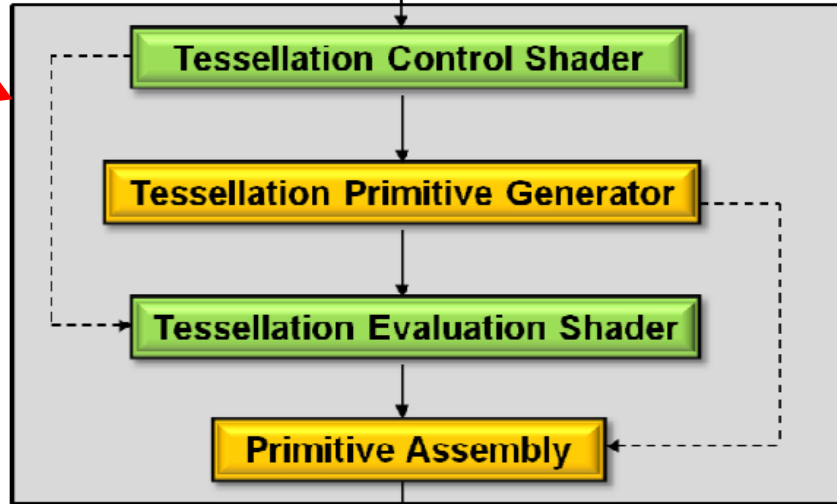 Tessellation Control Shader
Tessellation Primitive Generator
Tessellation Evaluation Shader
Primitive Assembly